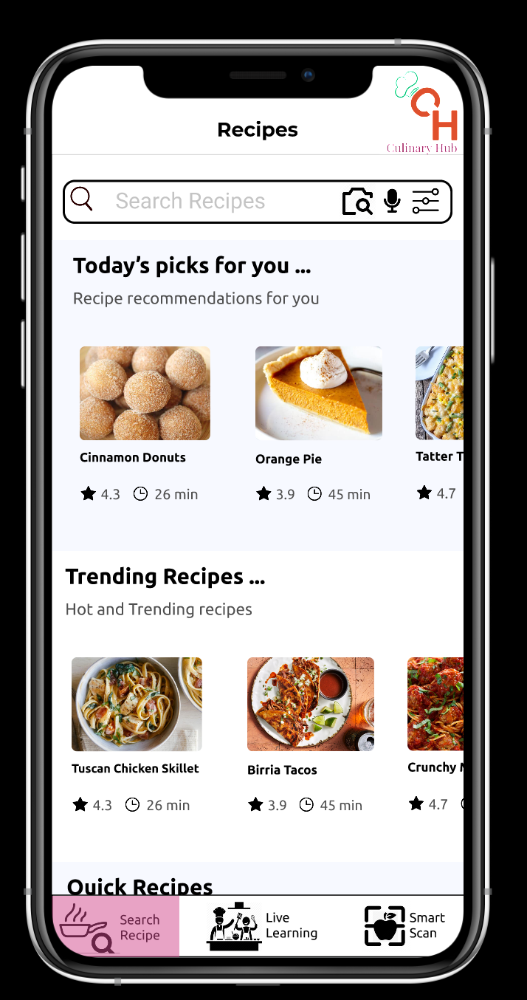 CH
Culinary Hub
Recipes
Search Recipes
Today's picks for you ...
Recipe recommendations for you
Cinnamon Donuts
Orange Pie
Tatter T
4.3 26 min
3.9 45 min
4.7
Trending Recipes ...
Hot and Trending recipes
Tuscan Chicken Skillet
Birria Tacos
Crunchy
4.3 26 min
3.9 45 min
4.7
Quick Recipes
Search
Recipe
Live
Learning
Smart
Scan